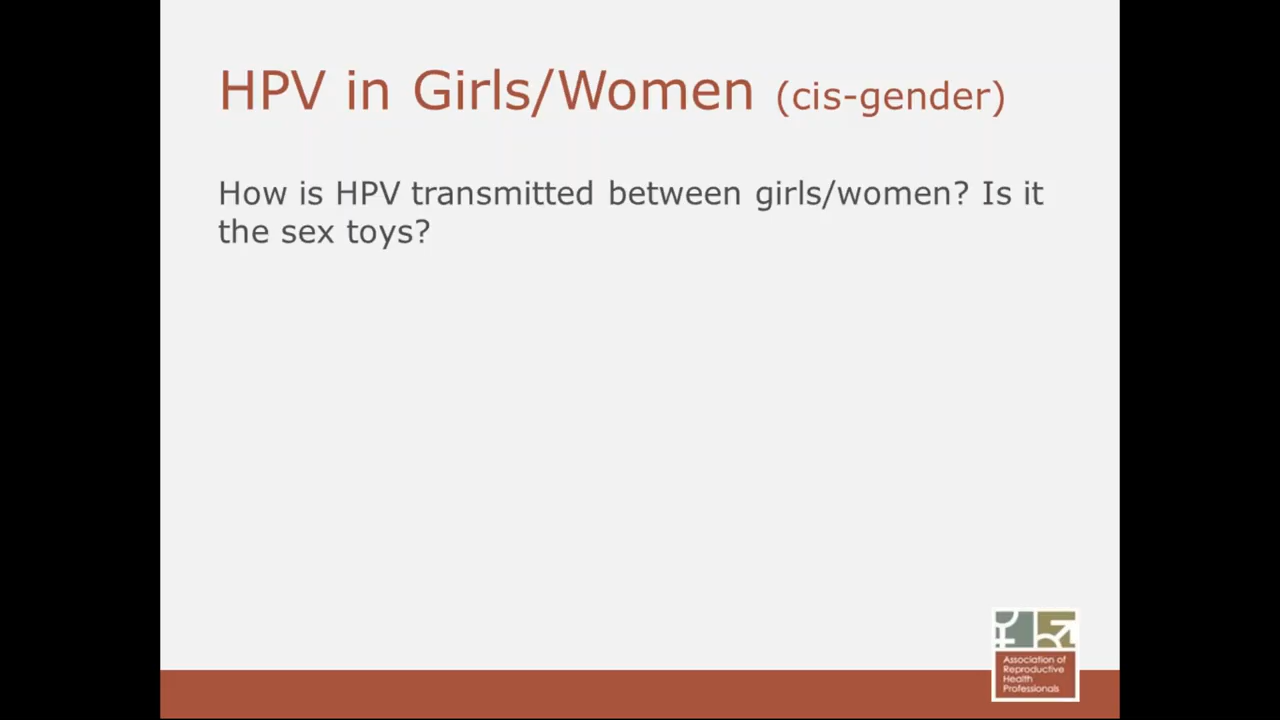 HPV in Girls/Women (cis-gender)
How is HPV transmitted between girls/women? Is it
the sex toys?
Association of
Reproductive
Health
Professionals